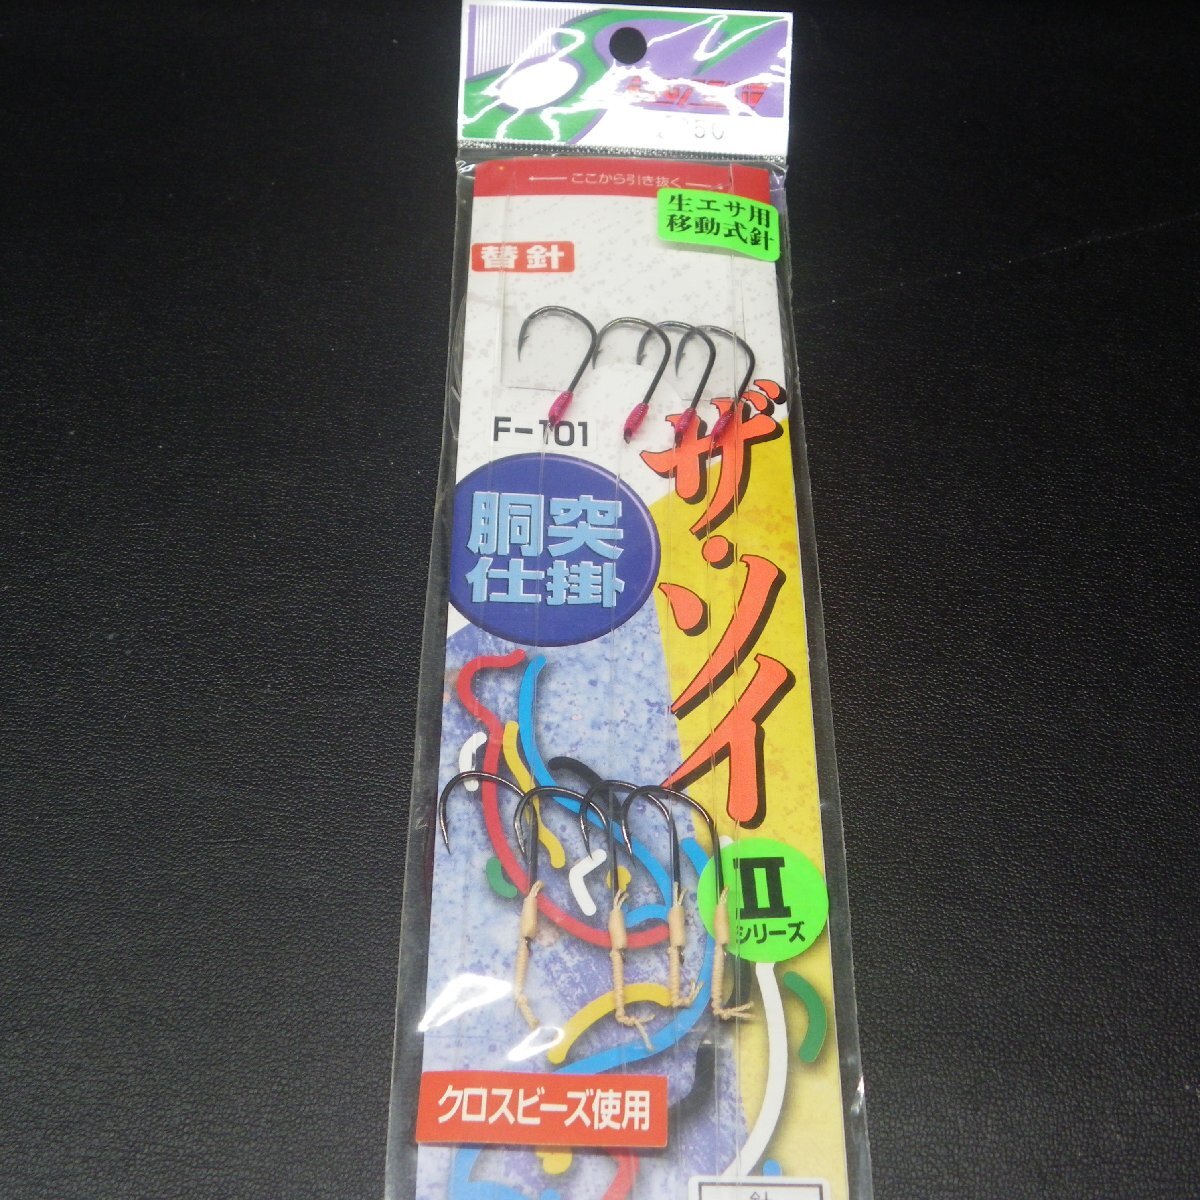 ←― ここから引き抜く ―→
生エサ用
移動式針
替針
F-101
胴突
仕掛
ザ・ソイ
II
シリーズ
クロスビーズ使用